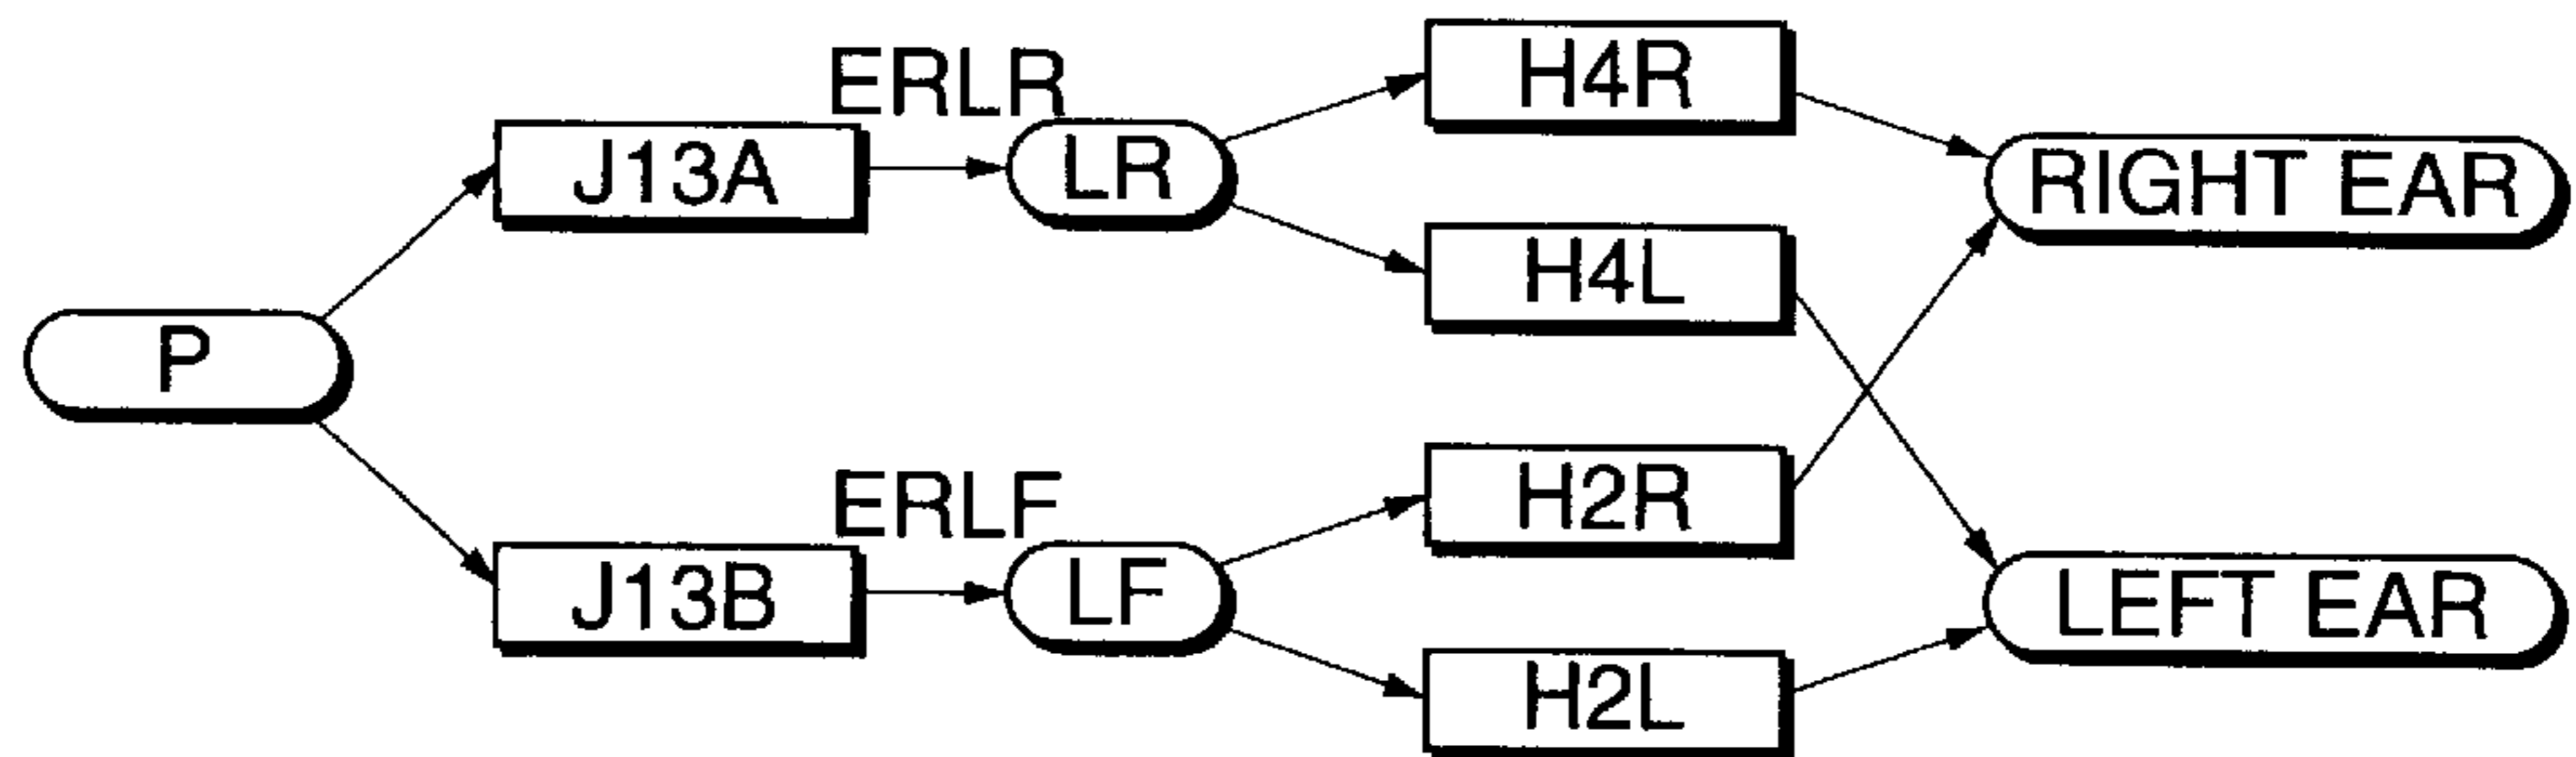 ERLR
H4R
J13A
LR
RIGHT EAR
H4L
P
ERLF
H2R
J13B
LF
LEFT EAR
H2L